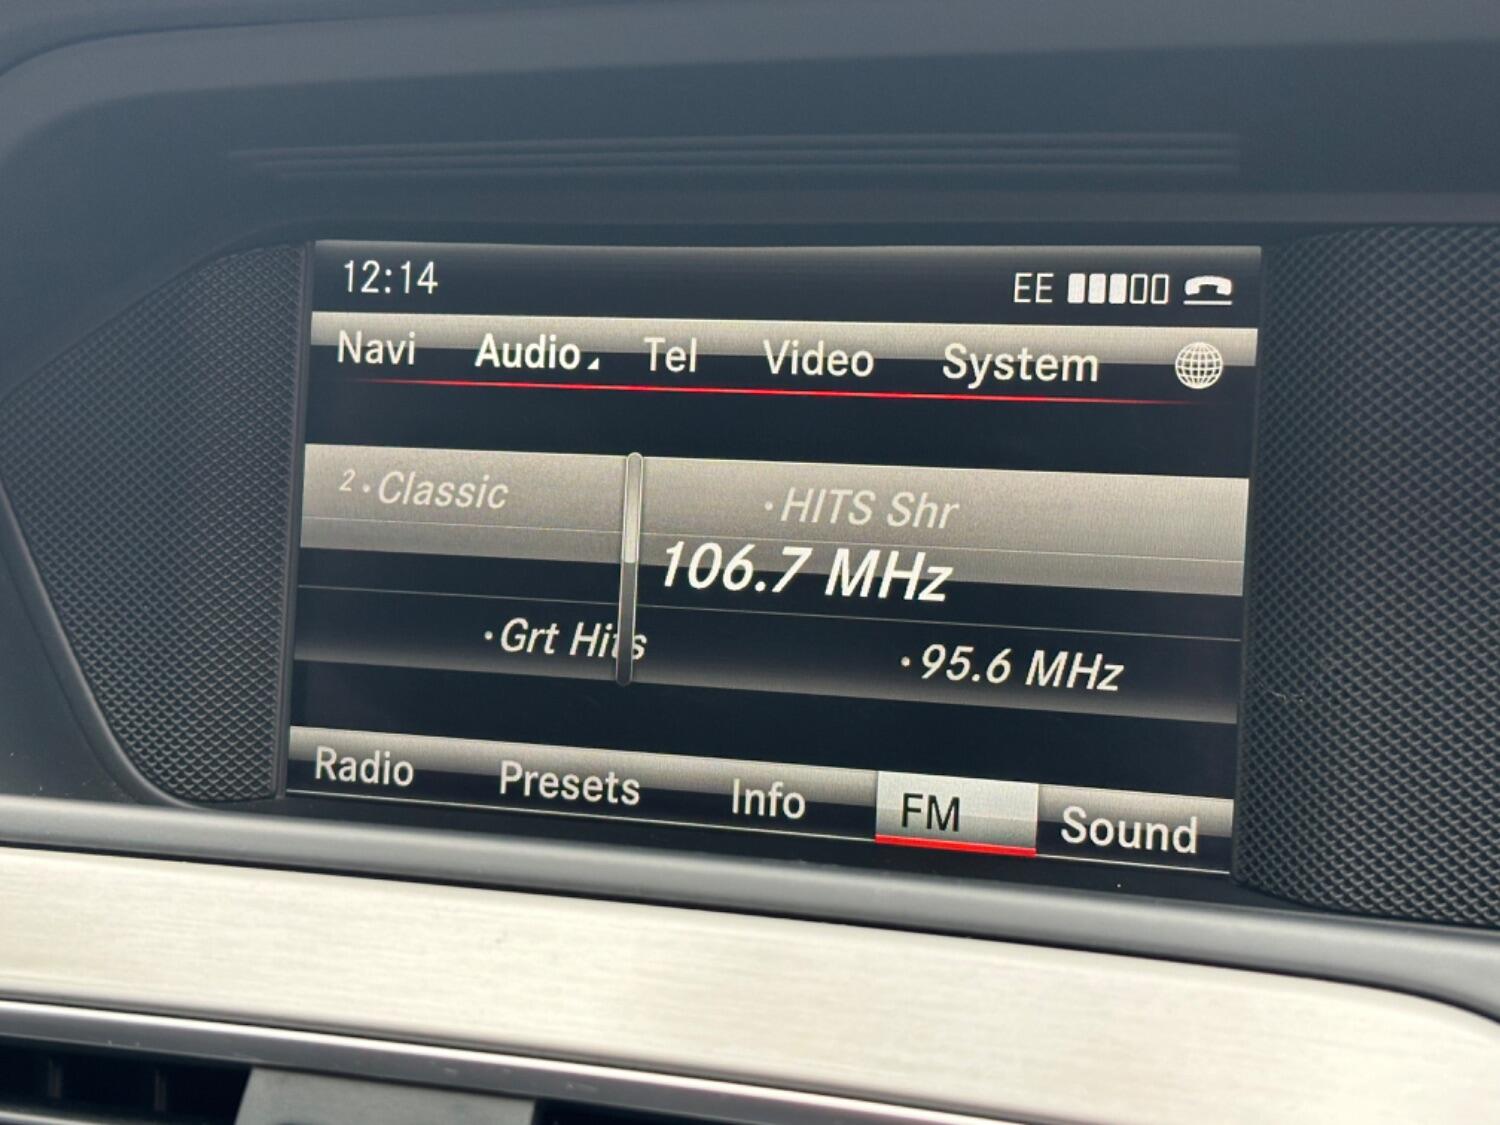 12:14 EE
Navi Audio Tel Video System
2 · Classic · HITS Shr
106.7 MHz
· Grt Hits · 95.6 MHz
Radio Presets Info FM Sound